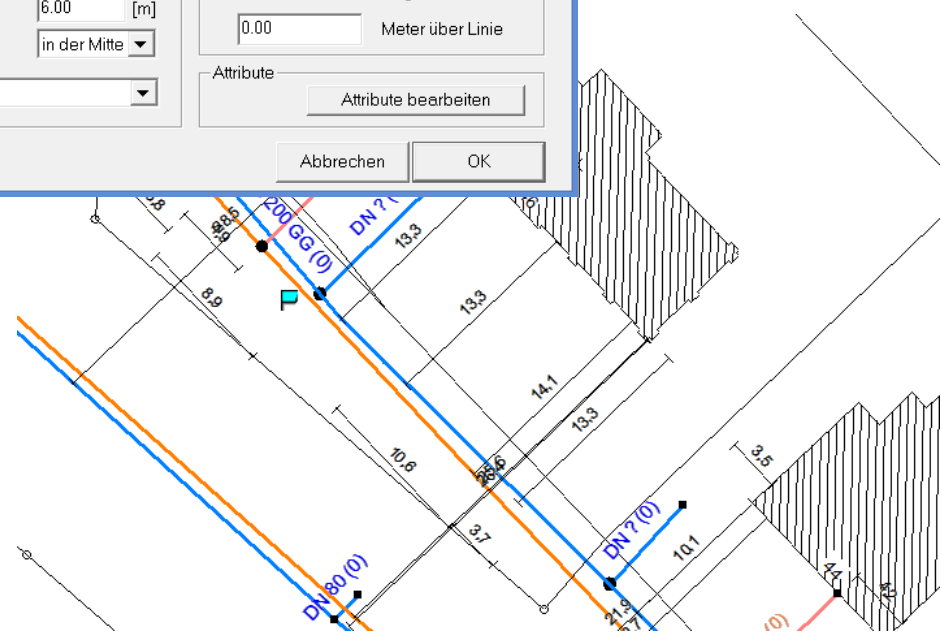 6.00 [m]
0.00 Meter über Linie
in der Mitte
Attribute
Attribute bearbeiten
Abbrechen OK
200 GG (0)
DN ? (
13,3
8,9
13,3
14,1
13,3
10,6
3,5
3,7
DN ? (0)
10,1
DN 80 (0)
21,9
44
(0)